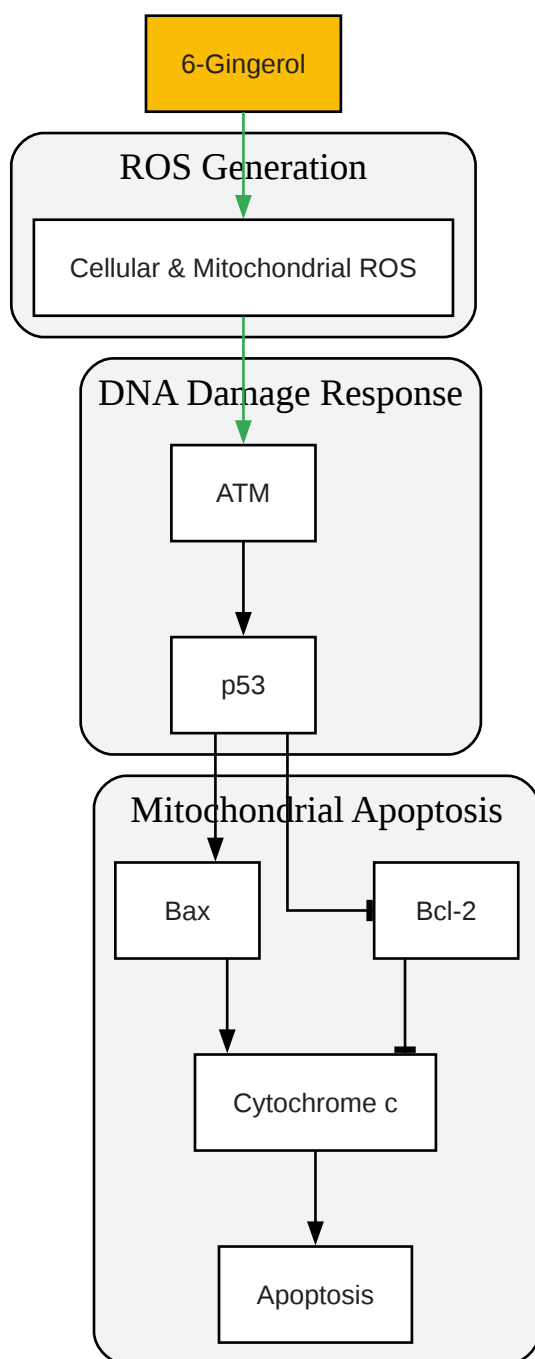 6-Gingerol
ROS Generation
Cellular & Mitochondrial ROS
DNA Damage Response
ATM
p53
Mitochondrial Apoptosis
Bax
Bcl-2
Cytochrome c
Apoptosis